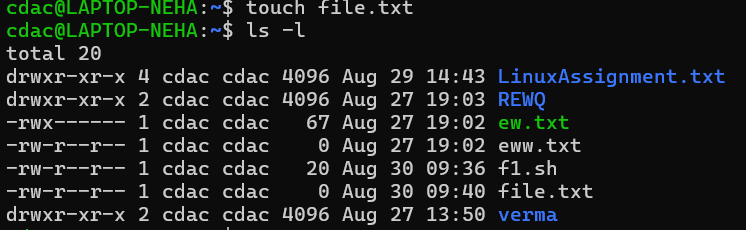 cdac@LAPTOP-NEHA:~$ touch file.txt
cdac@LAPTOP-NEHA:~$ ls -l
total 20
drwxr-xr-x 4 cdac cdac 4096 Aug 29 14:43 LinuxAssignment.txt
drwxr-xr-x 2 cdac cdac 4096 Aug 27 19:03 REWQ
-rwx------ 1 cdac cdac   67 Aug 27 19:02 ew.txt
-rw-r--r-- 1 cdac cdac    0 Aug 27 19:02 eww.txt
-rw-r--r-- 1 cdac cdac   20 Aug 30 09:36 f1.sh
-rw-r--r-- 1 cdac cdac    0 Aug 30 09:40 file.txt
drwxr-xr-x 2 cdac cdac 4096 Aug 27 13:50 verma